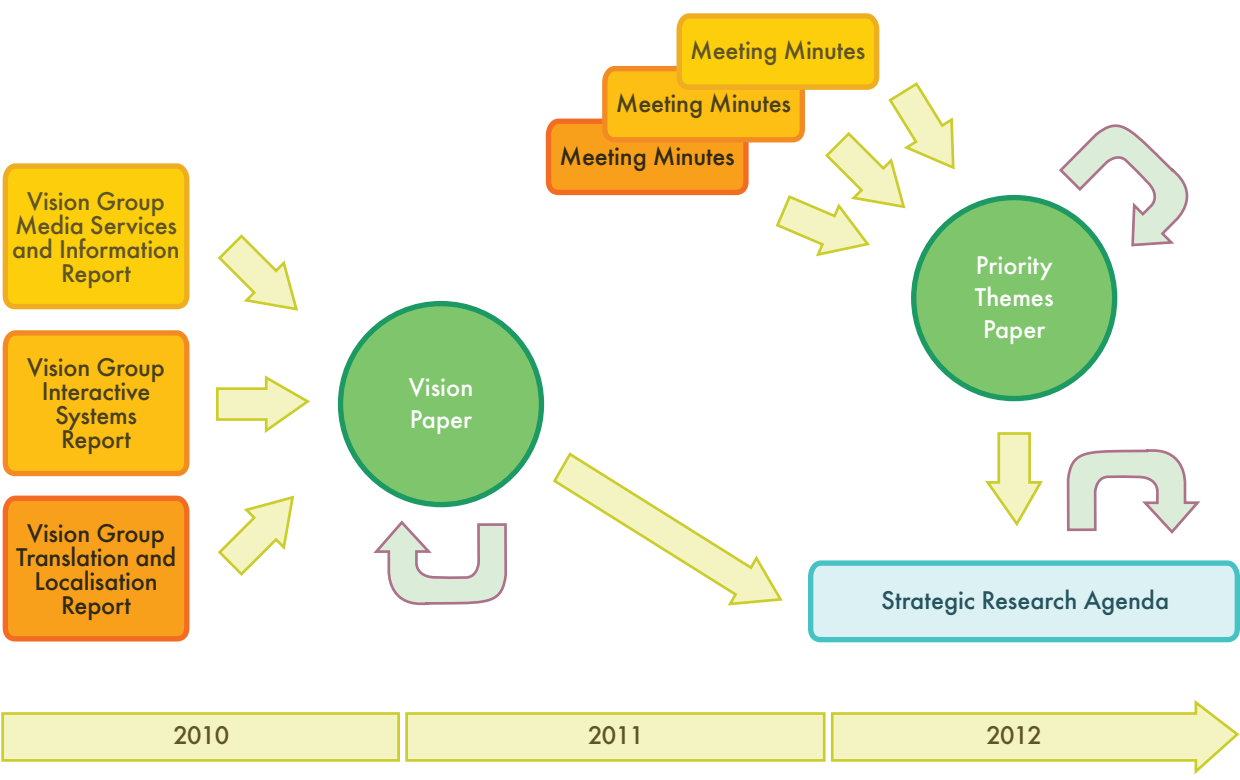 Meeting Minutes
Meeting Minutes
Meeting Minutes
Vision Group
Media Services
and Information
Report
Vision Group
Interactive
Systems
Report
Vision Group
Translation and
Localisation
Report
Vision
Paper
Priority
Themes
Paper
Strategic Research Agenda
2010
2011
2012